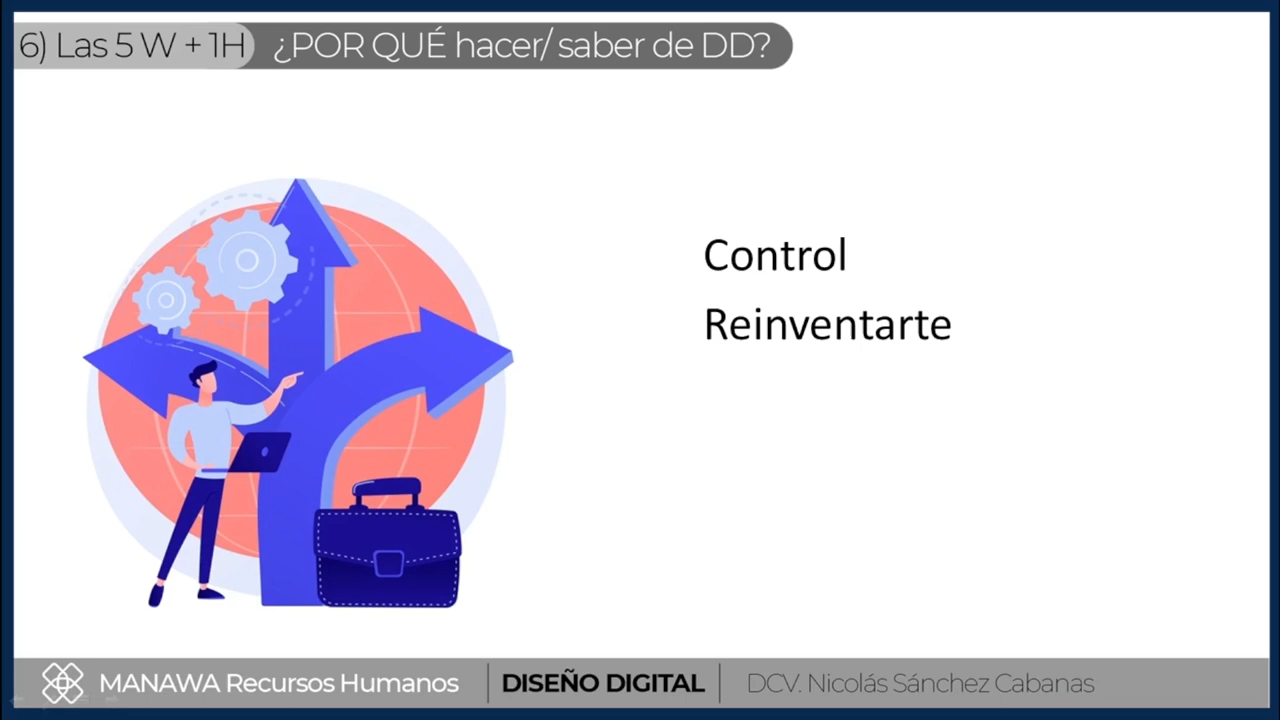 6) Las 5 W + 1H ¿POR QUÉ hacer/ saber de DD?
Control
Reinventarte
MANAWA Recursos Humanos DISEÑO DIGITAL DCV. Nicolás Sánchez Cabanas